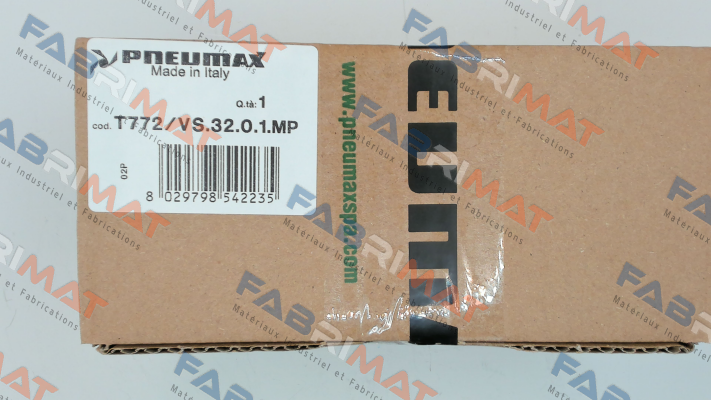 PNEUMAX
Made in Italy
Q.tà: 1
cod. T772/VS.32.0.1.MP
02P
8 029798 542235
www.pneumaxspa.com
FABRIMAT
Matériaux Industriel et Fabrications